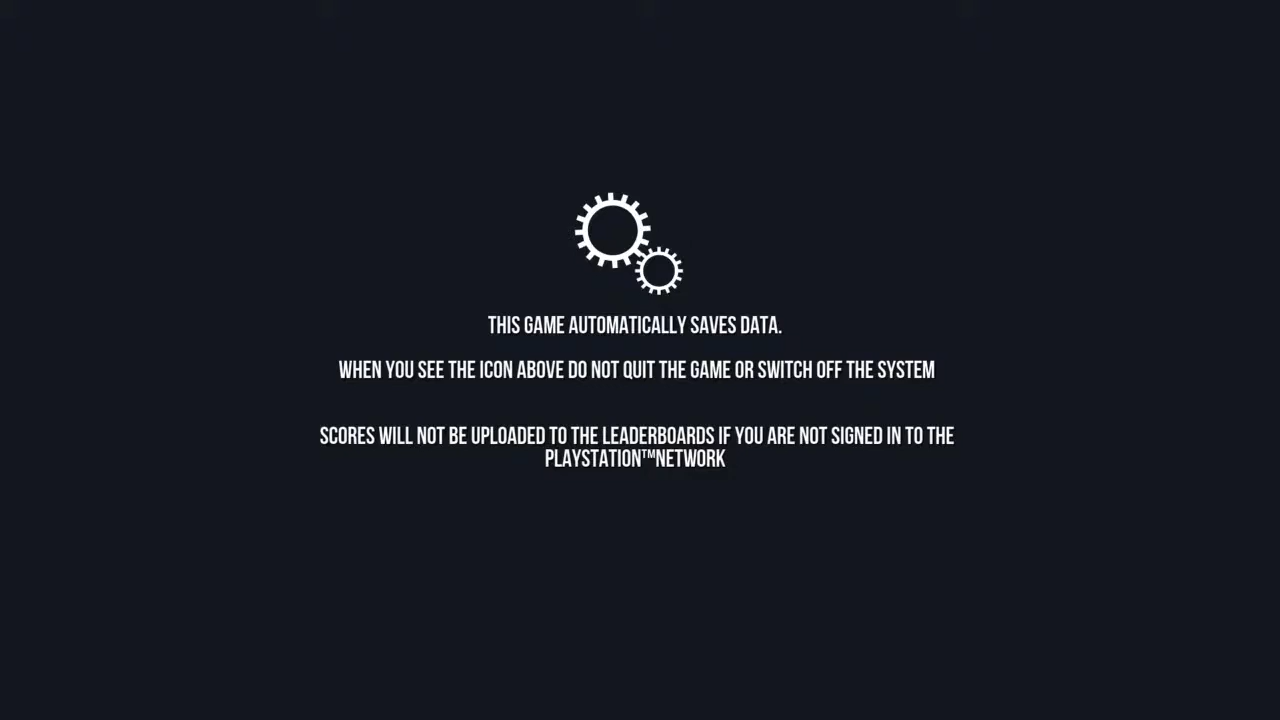 THIS GAME AUTOMATICALLY SAVES DATA.
WHEN YOU SEE THE ICON ABOVE DO NOT QUIT THE GAME OR SWITCH OFF THE SYSTEM
SCORES WILL NOT BE UPLOADED TO THE LEADERBOARDS IF YOU ARE NOT SIGNED IN TO THE
PLAYSTATION™NETWORK